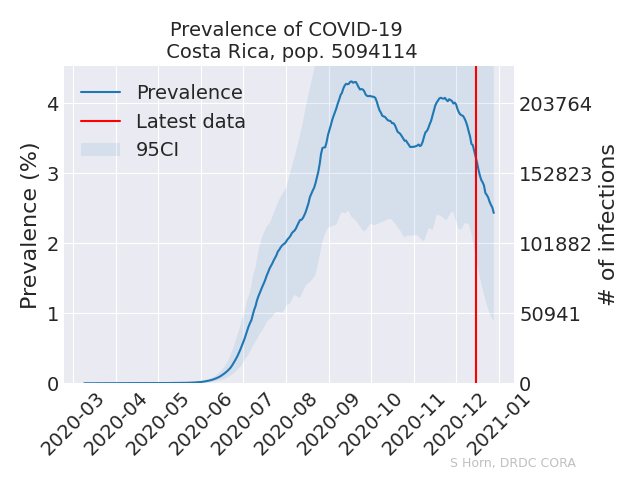 Prevalence of COVID-19
Costa Rica, pop. 5094114
Prevalence
Latest data
95CI
Prevalence (%)
4
3
2
1
0
203764
152823
101882
50941
0
# of infections
2020-03
2020-04
2020-05
2020-06
2020-07
2020-08
2020-09
2020-10
2020-11
2020-12
2021-01
S Horn, DRDC CORA